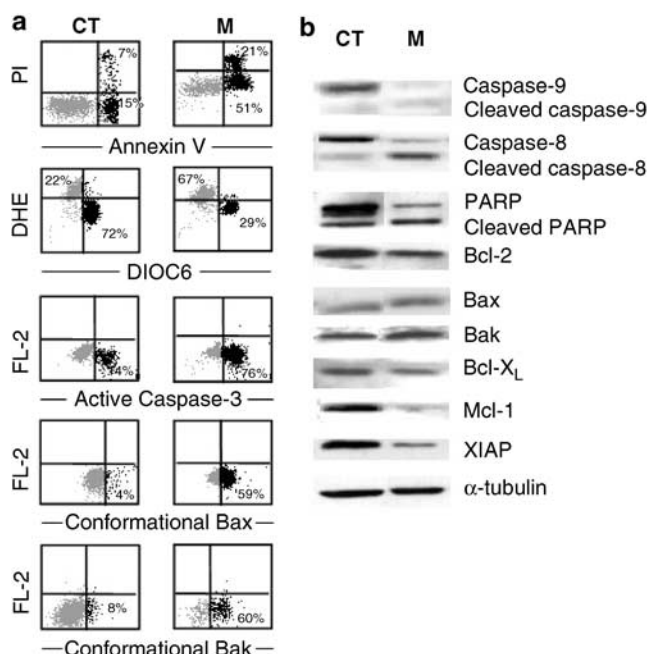 a
CT M
PI
7%
15%
21%
51%
Annexin V
DHE
22%
72%
67%
29%
DIOC6
FL-2
14%
76%
Active Caspase-3
FL-2
4%
59%
Conformational Bax
FL-2
8%
60%
Conformational Bak
b
CT M
Caspase-9
Cleaved caspase-9
Caspase-8
Cleaved caspase-8
PARP
Cleaved PARP
Bcl-2
Bax
Bak
Bcl-XL
Mcl-1
XIAP
α-tubulin